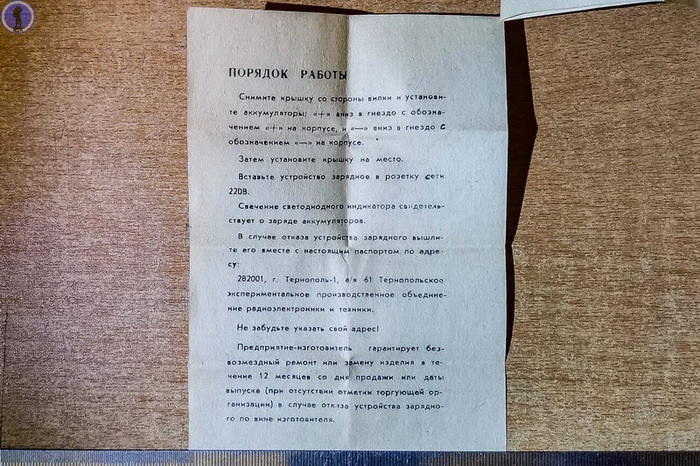 ПОРЯДОК РАБОТЫ
Снимите крышку со стороны вилки и установи-
те аккумуляторы: «+» вниз в гнездо с обозна-
чением «+» на корпусе, и «—» вниз в гнездо с
обозначением «—» на корпусе.
Затем установите крышку на место.
Вставьте устройство зарядное в розетку сети
220В.
Свечение светодиодного индикатора свидетель-
ствует о заряде аккумуляторов.
В случае отказа устройства зарядного вышли-
те его вместе с настоящим паспортом по адре-
су:
282001, г. Тернополь-1, а/я 61 Тернопольское
экспериментальное производственное объедине-
ние радиоэлектроники и техники.
Не забудьте указать свой адрес!
Предприятие-изготовитель гарантирует без-
возмездный ремонт или замену изделия в те-
чение 12 месяцев со дня продажи или даты
выпуска (при отсутствии отметки торгующей ор-
ганизации) в случае отказа устройства зарядно-
го по вине изготовителя.